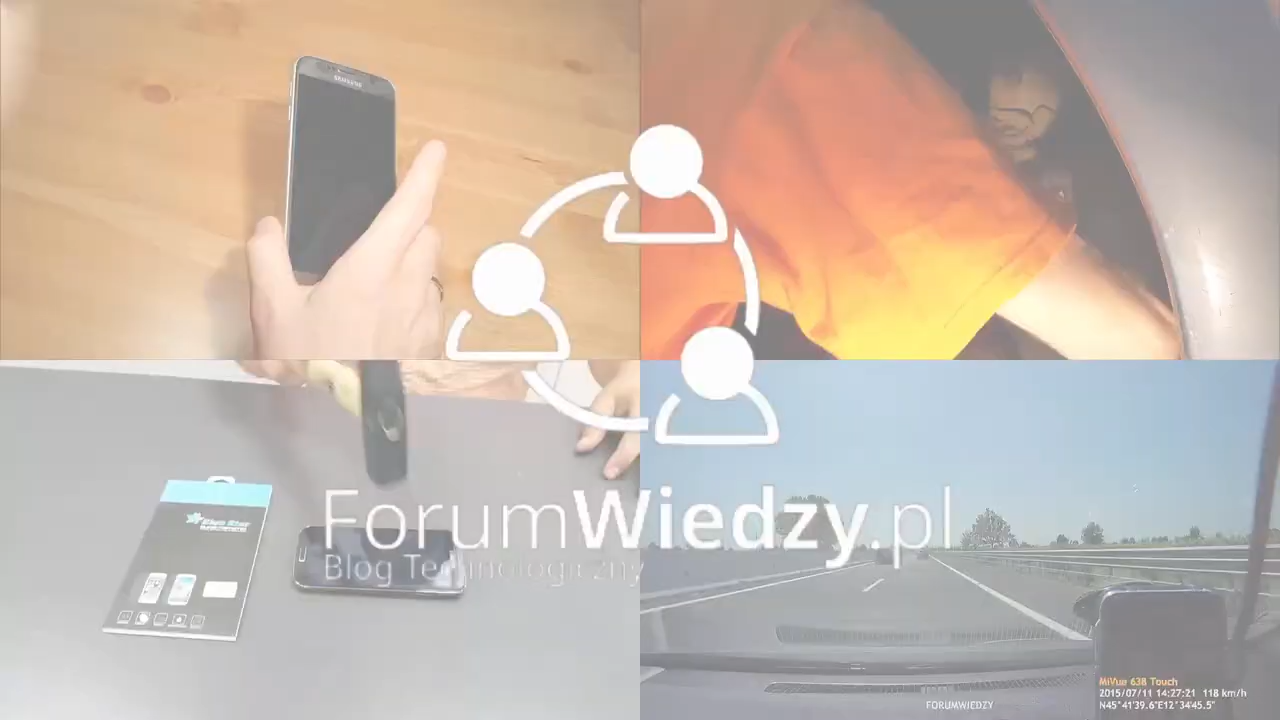 SAMSUNG
ForumWiedzy.pl
Blog Technologiczny
MiVue 638 Touch
2015/07/11 14:27:21 118 km/h
N45°41'39.6"E12°34'45.5"
FORUMWIEDZY